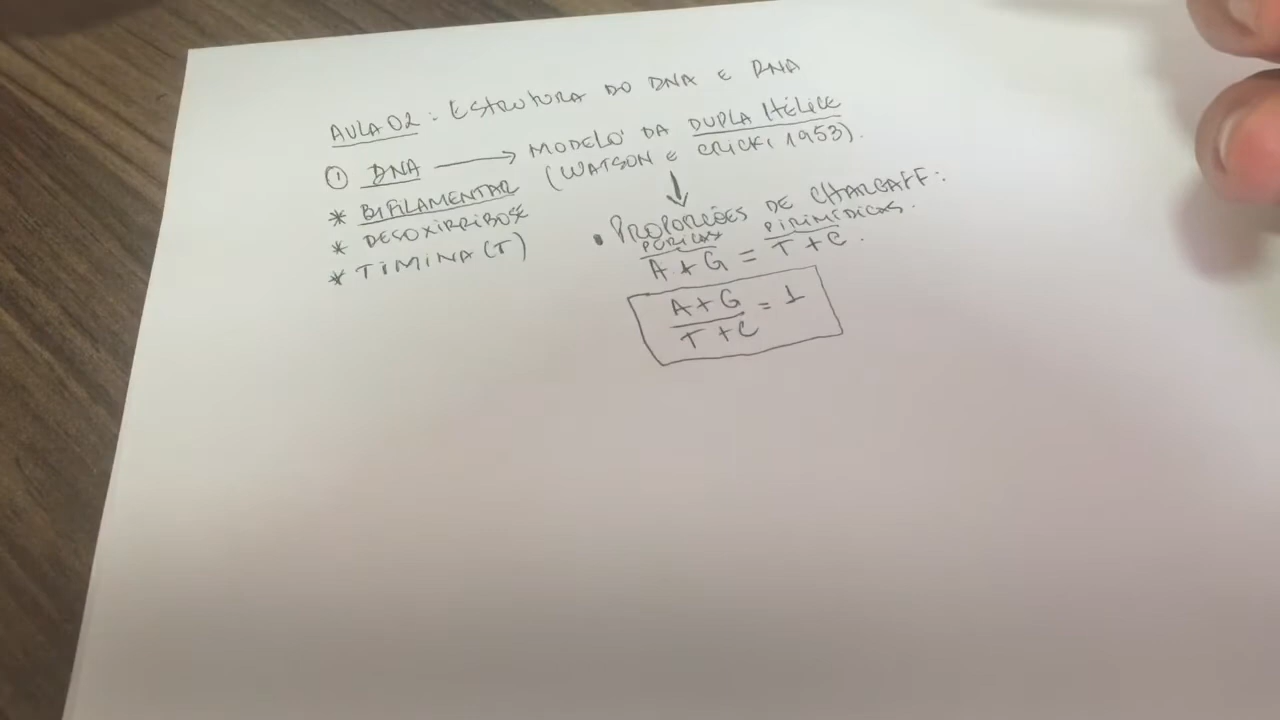 AULA 02: ESTRUTURA DO DNA E RNA
① DNA → MODELO DA DUPLA HÉLICE
(WATSON E CRICK, 1953).
* BIFILAMENTAR
* DESOXIRRIBOSE
* TIMINA (T)
• PROPORÇÕES DE CHARGAFF:
PÚRICAS PIRIMÍDICAS.
A + G = T + C.
A+G
T+C
= 1